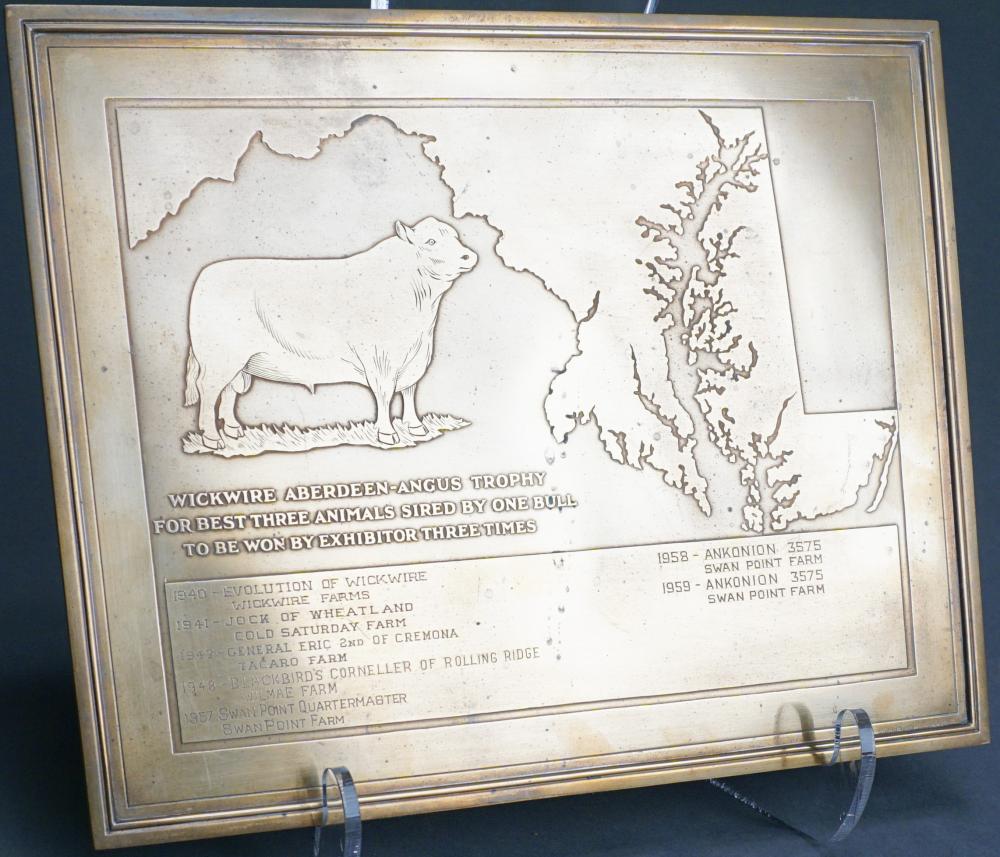 WICKWIRE ABERDEEN-ANGUS TROPHY
FOR BEST THREE ANIMALS SIRED BY ONE BULL
TO BE WON BY EXHIBITOR THREE TIMES
1940 - EVOLUTION OF WICKWIRE
WICKWIRE FARMS
1941 - JOCK OF WHEATLAND
COLD SATURDAY FARM
GENERAL ERIC 2ND OF CREMONA
TACARO FARM
1948 - BLACKBIRD'S CORNELLER OF ROLLING RIDGE
FARM
1957 SWAN POINT QUARTERMASTER
SWAN POINT FARM
1958 - ANKONION 3575
SWAN POINT FARM
1959 - ANKONION 3575
SWAN POINT FARM